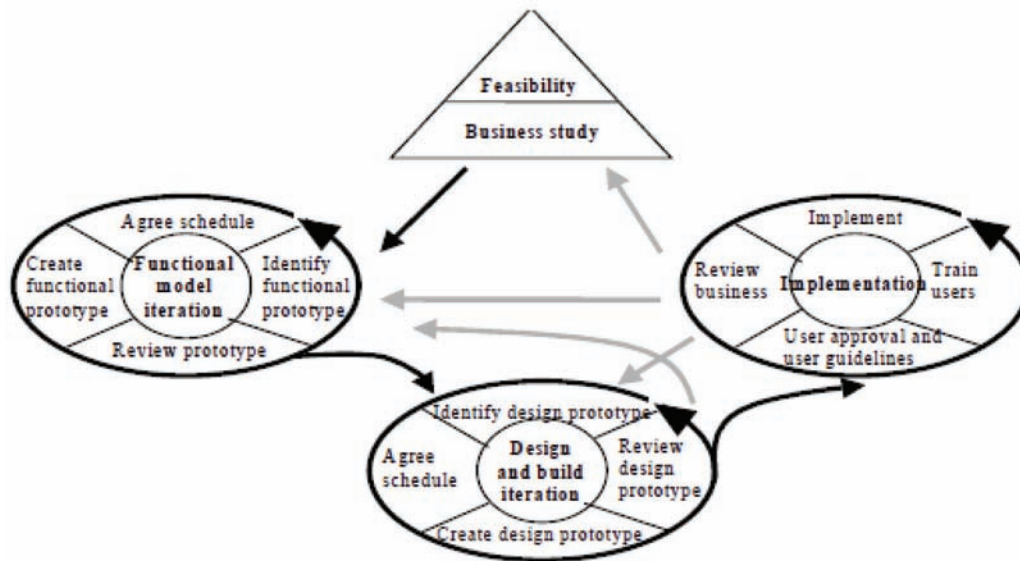 Feasibility
Business study
Agree schedule
Create
functional
prototype
Functional
model
iteration
Identify
functional
prototype
Review prototype
Implement
Review
business
Implementation
Train
users
User approval and
user guidelines
Identify design prototype
Agree
schedule
Design
and build
iteration
Review
design
prototype
Create design prototype